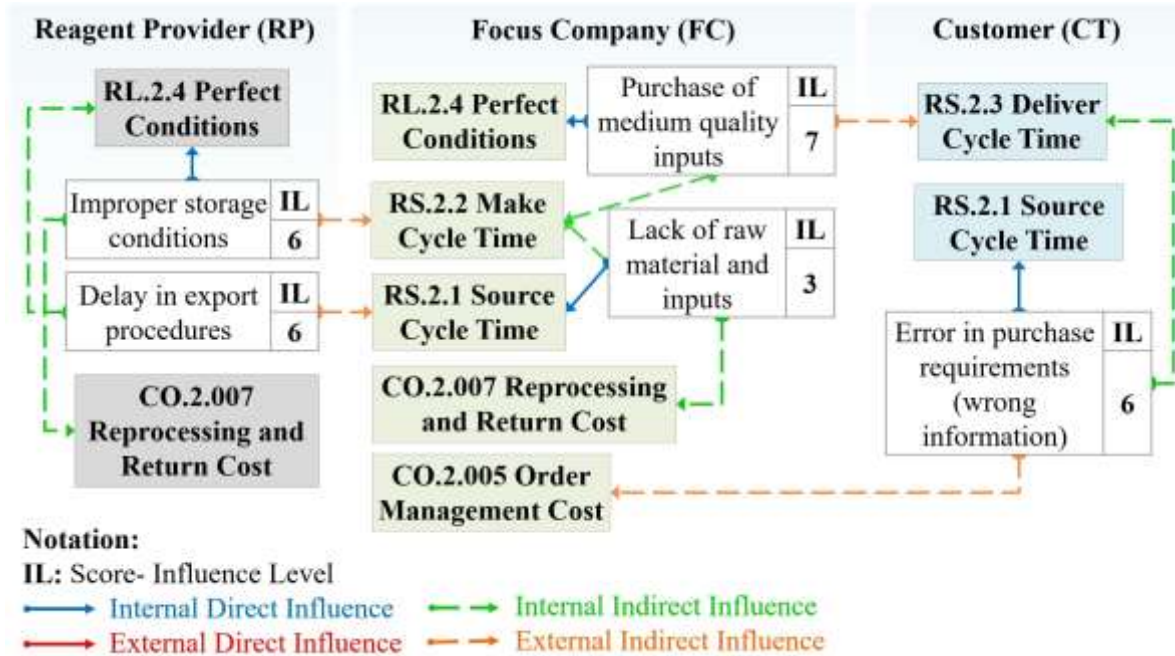 Reagent Provider (RP)
RL.2.4 Perfect
Conditions
Improper storage
conditions
IL
6
Delay in export
procedures
IL
6
CO.2.007
Reprocessing and
Return Cost
Focus Company (FC)
RL.2.4 Perfect
Conditions
Purchase of
medium quality
inputs
IL
7
RS.2.2 Make
Cycle Time
Lack of raw
material and
inputs
IL
3
RS.2.1 Source
Cycle Time
CO.2.007 Reprocessing
and Return Cost
CO.2.005 Order
Management Cost
Customer (CT)
RS.2.3 Deliver
Cycle Time
RS.2.1 Source
Cycle Time
Error in purchase
requirements
(wrong
information)
IL
6
Notation:
IL: Score- Influence Level
Internal Direct Influence
Internal Indirect Influence
External Direct Influence
External Indirect Influence